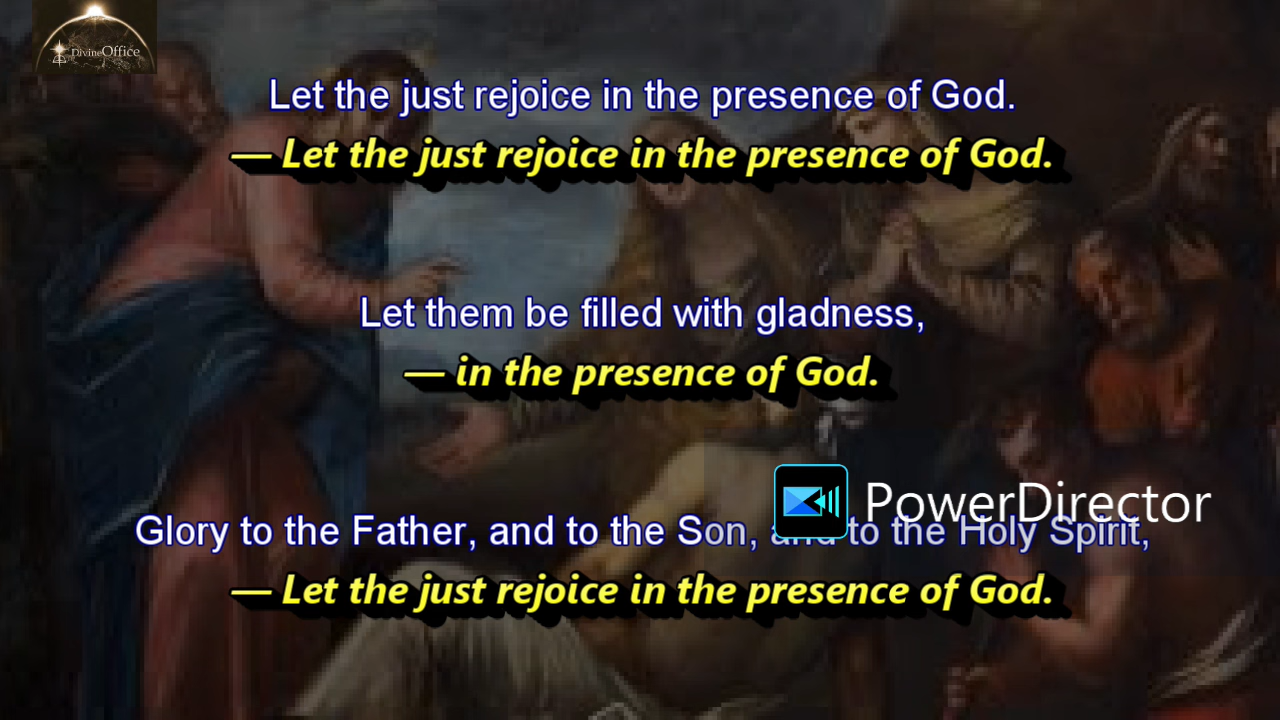 DivineOffice
Let the just rejoice in the presence of God.
— Let the just rejoice in the presence of God.
Let them be filled with gladness,
— in the presence of God.
PowerDirector
Glory to the Father, and to the Son, and to the Holy Spirit,
— Let the just rejoice in the presence of God.